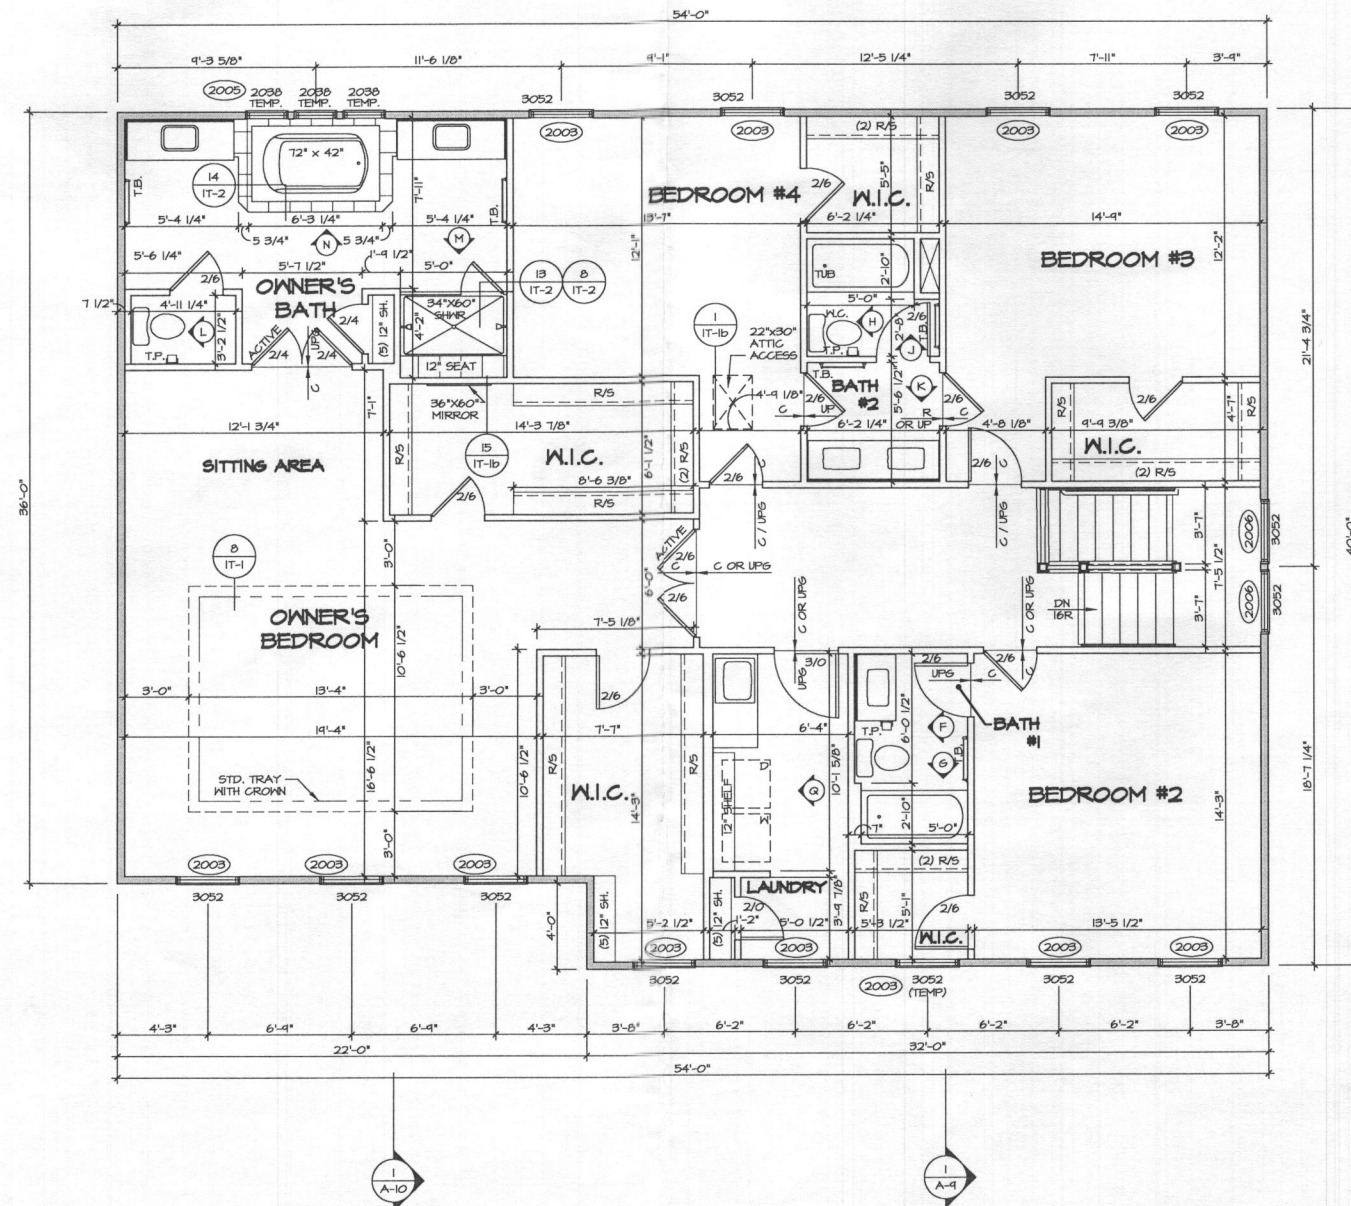 54'-0"
9'-3 5/8" 11'-6 1/8" 9'-1" 12'-5 1/4" 7'-11" 3'-9"
2005 2038 2038 2038 3052 3052 3052 3052
TEMP. TEMP. TEMP.
2003 2003 2003 2003
72" x 42"
(2) R/S
14
IT-2
T.B.
T.B.
7'-11"
BEDROOM #4
2/6
5'-5"
W.I.C.
R/S
5'-4 1/4" 6'-3 1/4" 5'-4 1/4" 13'-7" 6'-2 1/4" 14'-9"
5 3/4" N 5 3/4" M
12'-1"
12'-2"
5'-6 1/4" 1'-9 1/2"
BEDROOM #3
2/6 5'-7 1/2" 5'-0"
13
IT-2
8
IT-2
TUB
2'-10"
OWNER'S
BATH
7 1/2" 4'-11 1/4"
34"X60"
SHWR
5'-0"
L 3'-2 1/2"
2/4
(5) 12" SH.
4'-2"
1
IT-1b
22"x30"
ATTIC
ACCESS
W.C. H 2/6
2'-8"
T.B.
J
T.P.
T.P.
ACTIVE 2/4 UPG 2/4
C
12" SEAT
T.B.
BATH
#2
K
5'-6 1/2"
21'-4 3/4"
36"X60"
MIRROR
R/S
4'-9 1/8"
2/6
C UP
2/6
R C
R/S 2/6 4'-7" R/S
7'-1"
12'-1 3/4" 14'-3 7/8" 6'-2 1/4" OR UP 4'-8 1/8" 9'-9 3/8"
W.I.C.
SITTING AREA
R/S
15
IT-1b
W.I.C.
6'-1 1/2"
(2) R/S
2/6 C
2/6 C
(2) R/S
8'-6 3/8"
R/S
2/6
36'-0"
40'-0"
C / UPG
C / UPG
3'-7"
2006 3052
8
IT-1
3'-0"
ACTIVE
2/6
C C OR UPG
2/6
6'-0"
7'-5 1/2"
C OR UPG
C OR UPG
DN
16R
3'-7"
2006 3052
OWNER'S
BEDROOM
7'-5 1/8"
10'-6 1/2"
3/0
UPG
2/6
UPG C
2/6 C
3'-0" 13'-4" 3'-0"
2/6
BATH
#1
19'-4" 7'-7" 6'-4"
T.P.
6'-0 1/2"
F
G
T.B.
STD. TRAY
WITH CROWN
16'-6 1/2"
10'-6 1/2"
R/S
W.I.C.
14'-3"
R/S
12" SHELF
D
W
Q
10'-1 5/8"
BEDROOM #2
14'-3"
18'-7 1/4"
7" 2'-10" 5'-0"
3'-0"
2003 2003 2003
(2) R/S
LAUNDRY
3052 3052 3052
4'-0"
(5) 12" SH.
5'-2 1/2"
(5) 12" SH.
2/0
1'-2" 5'-0 1/2"
3'-9 7/8"
R/S
5'-3 1/2"
5'-1"
2/6
W.I.C.
13'-5 1/2"
2003 2003 2003 2003
3052 3052 2003 3052 3052 3052
(TEMP)
4'-3" 6'-9" 6'-9" 4'-3" 3'-8" 6'-2" 6'-2" 6'-2" 6'-2" 3'-8"
22'-0" 32'-0"
54'-0"
1
A-10
1
A-9